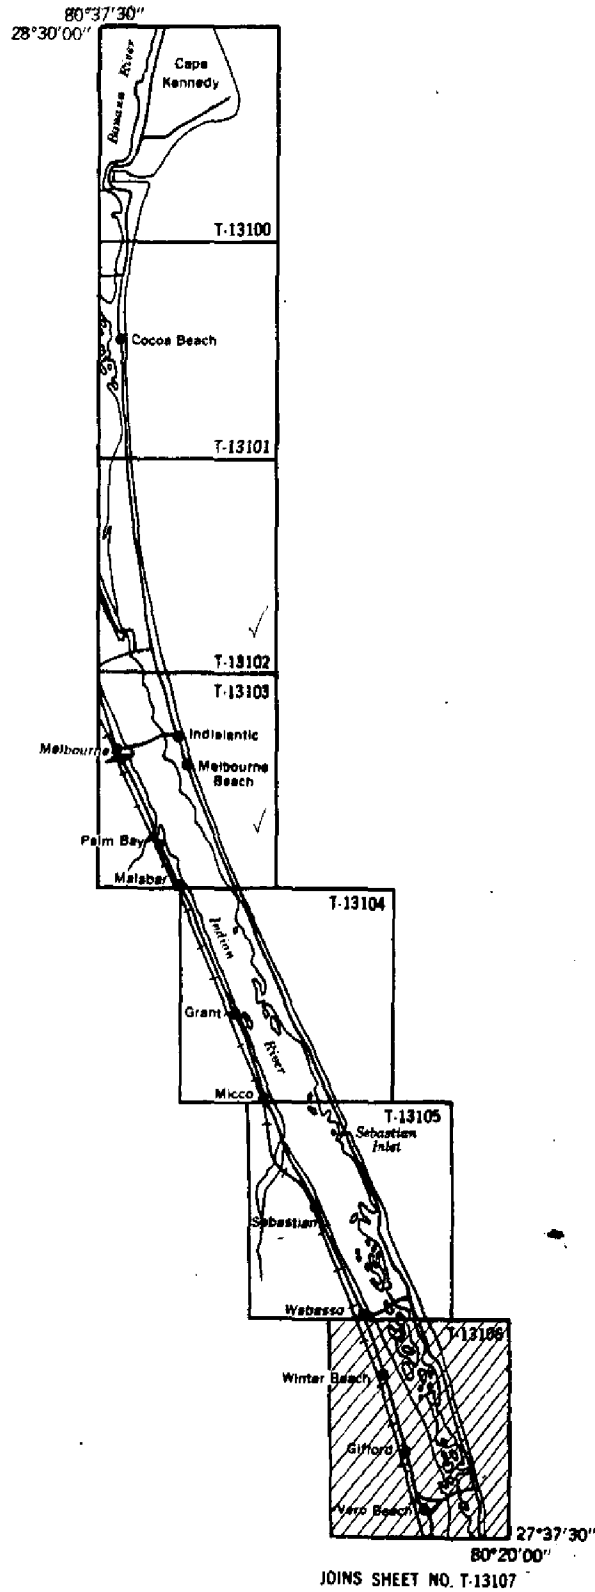 80°37'30"
28°30'00"
Banana River
Cape
Kennedy
T-13100
Cocoa Beach
T-13101
T-13102
T-13103
Indialantic
Melbourne
Melbourne
Beach
Palm Bay
Malabar
T-13104
Indian
River
Grant
Micco
T-13105
Sebastian
Inlet
Sebastian
Wabasso
T-13106
Winter Beach
Gifford
Vero Beach
27°37'30"
80°20'00"
JOINS SHEET NO. T-13107